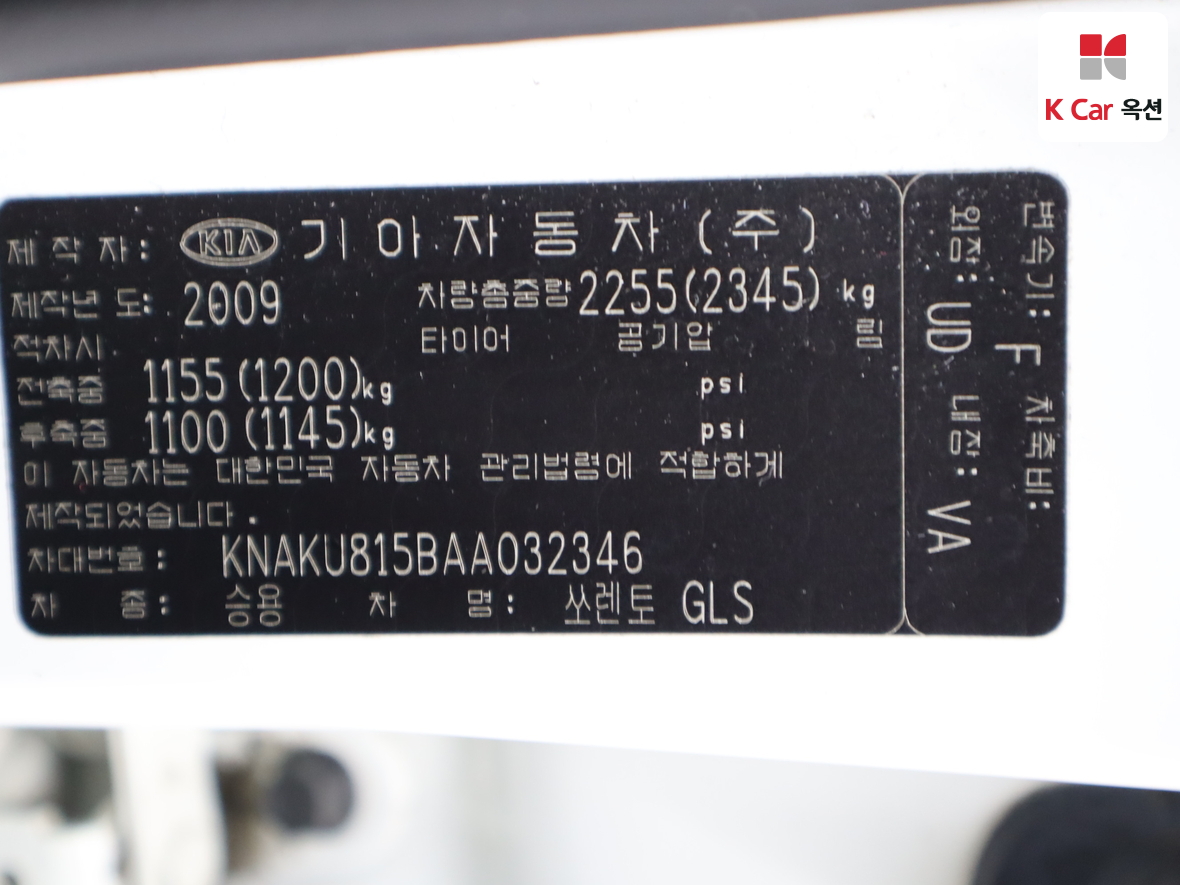 K Car 옥션
제 작 자: KIA 기 아 자 동 차 ( 주 )
제작년 도: 2009 차량총중량 2255(2345) kg
적차시 타이어 공기압 림
전축중 1155 (1200)kg psi
후축중 1100 (1145)kg psi
이 자동차는 대한민국 자동차 관리법령에 적합하게
제작되었습니다.
차대번호: KNAKU815BAA032346
차 종: 승용 차 명: 쏘렌토 GLS
변속기: F 차축비:
외장: UD 내장: VA